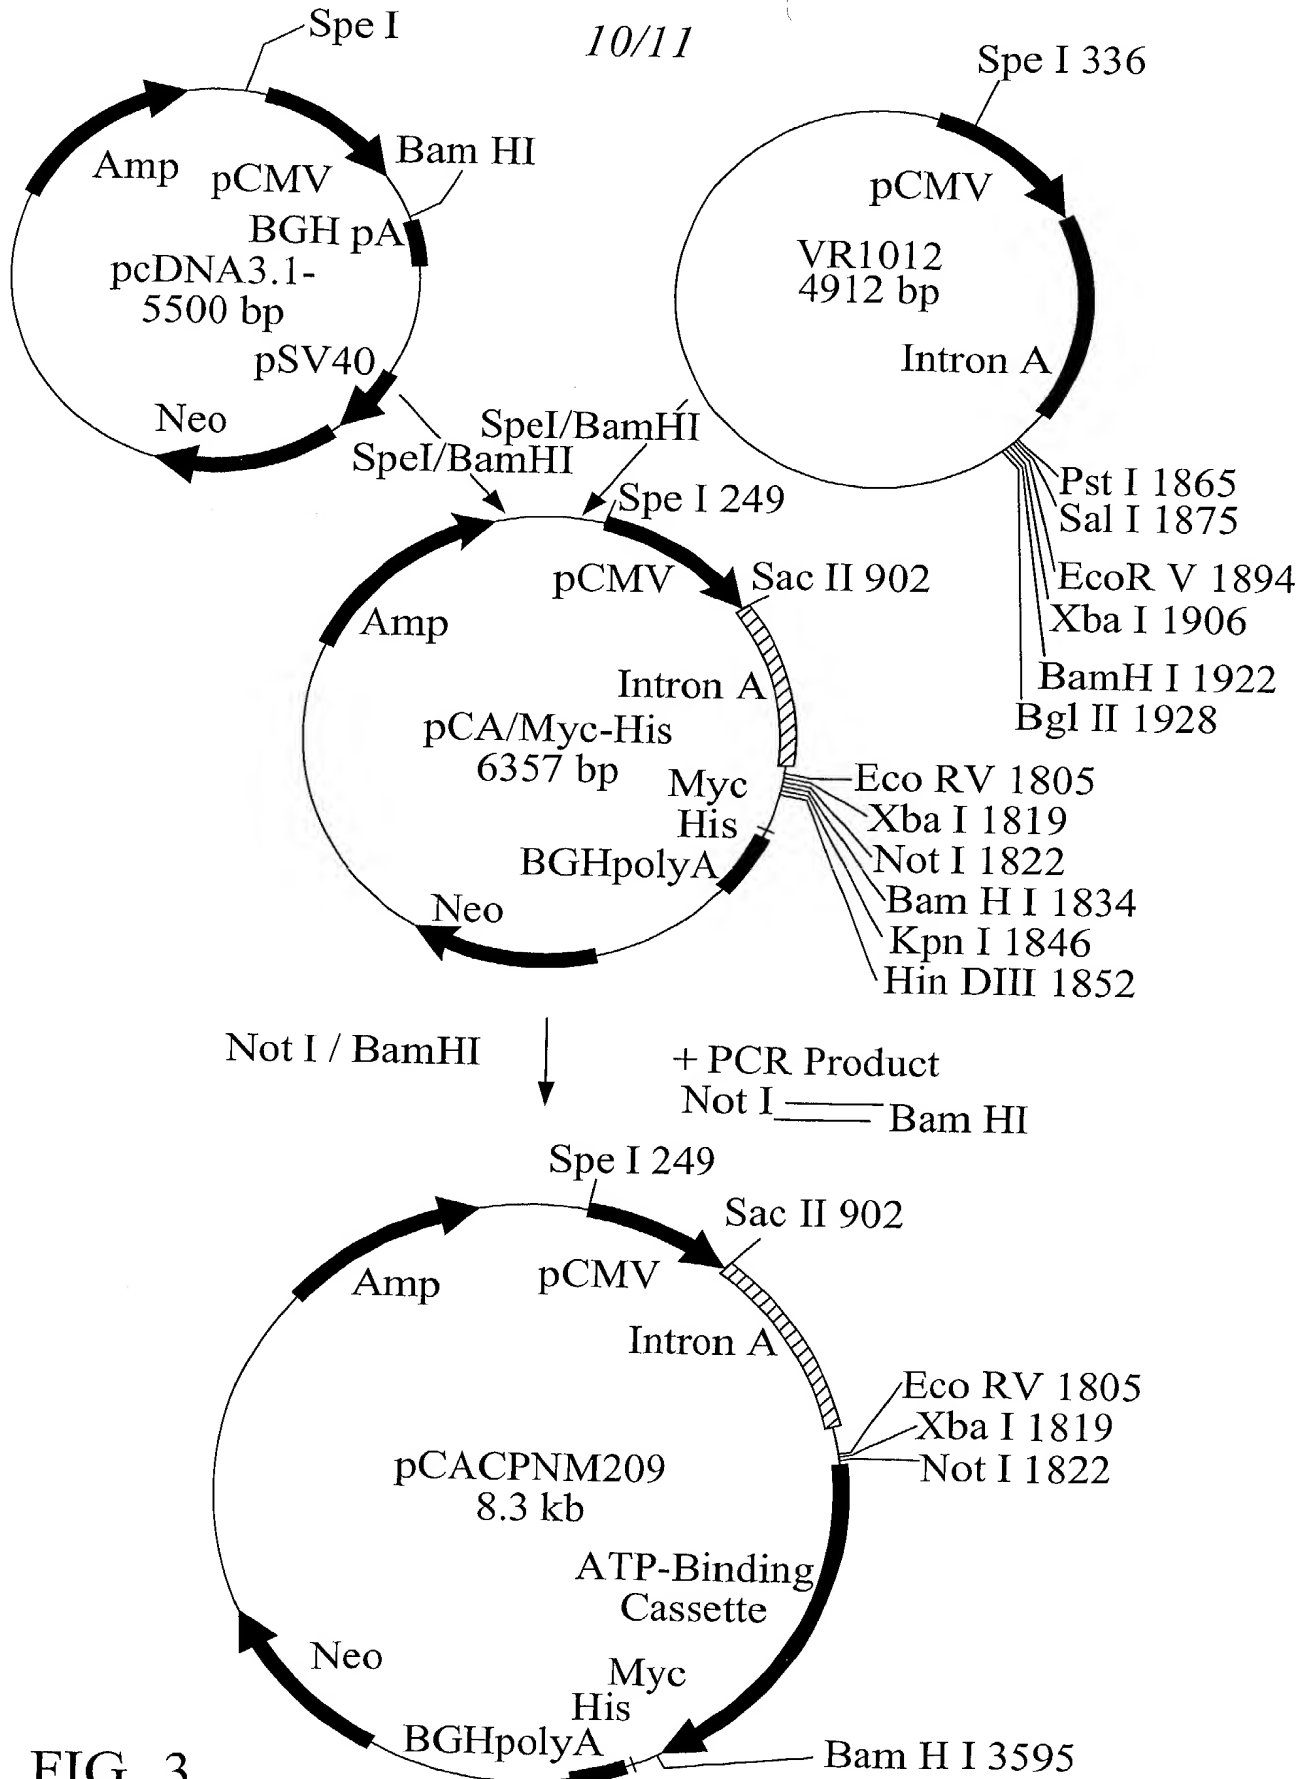 10/11
Spe I
Amp
pCMV
Bam HI
BGH pA
pcDNA3.1-
5500 bp
pSV40
Neo
SpeI/BamHI
Spe I 336
pCMV
VR1012
4912 bp
Intron A
SpeI/BamHI
Pst I 1865
Sal I 1875
EcoR V 1894
Xba I 1906
BamH I 1922
Bgl II 1928
Spe I 249
pCMV
Sac II 902
Amp
Intron A
pCA/Myc-His
6357 bp
Myc
His
BGHpolyA
Neo
Eco RV 1805
Xba I 1819
Not I 1822
Bam H I 1834
Kpn I 1846
Hin DIII 1852
Not I / BamHI
+ PCR Product
Not I
Bam HI
Spe I 249
Sac II 902
Amp
pCMV
Intron A
Eco RV 1805
Xba I 1819
Not I 1822
pCACPNM209
8.3 kb
ATP-Binding
Cassette
Neo
Myc
His
BGHpolyA
Bam H I 3595
FIG. 3